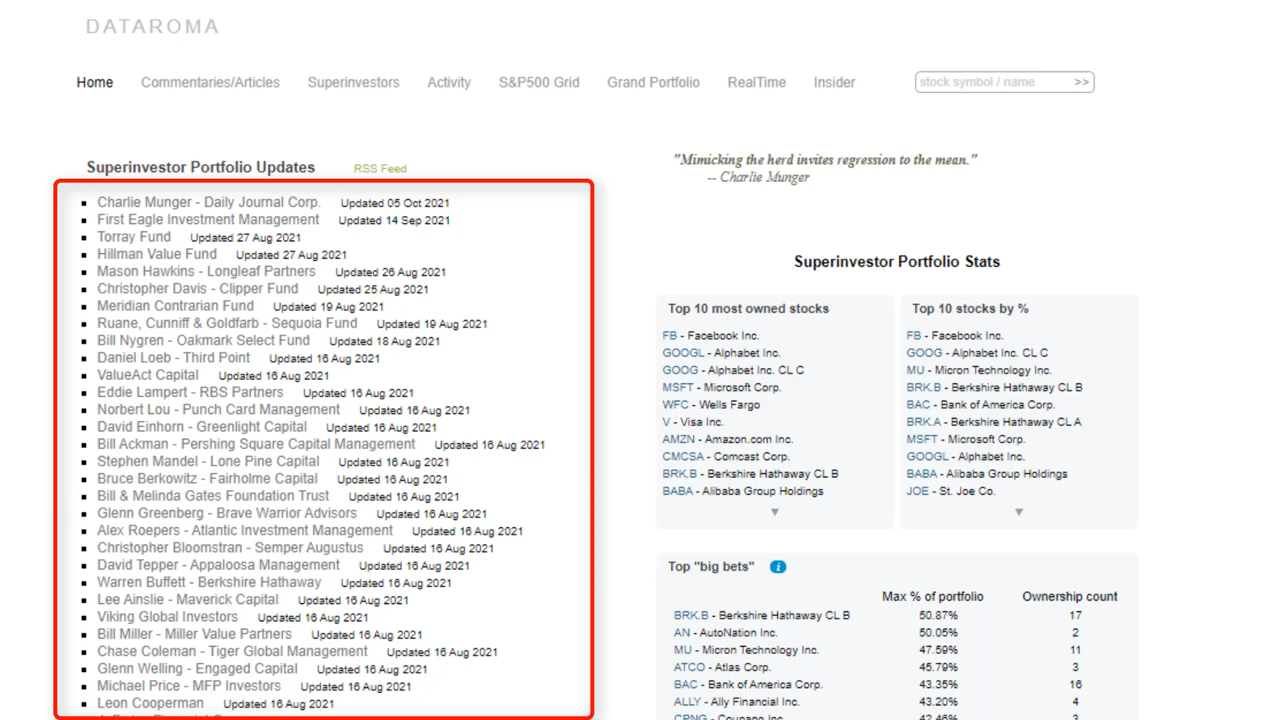 DATAROMA
Home Commentaries/Articles Superinvestors Activity S&P500 Grid Grand Portfolio RealTime Insider stock symbol / name >>
Superinvestor Portfolio Updates RSS Feed
Charlie Munger - Daily Journal Corp. Updated 05 Oct 2021
First Eagle Investment Management Updated 14 Sep 2021
Torray Fund Updated 27 Aug 2021
Hillman Value Fund Updated 27 Aug 2021
Mason Hawkins - Longleaf Partners Updated 26 Aug 2021
Christopher Davis - Clipper Fund Updated 25 Aug 2021
Meridian Contrarian Fund Updated 19 Aug 2021
Ruane, Cunniff & Goldfarb - Sequoia Fund Updated 19 Aug 2021
Bill Nygren - Oakmark Select Fund Updated 18 Aug 2021
Daniel Loeb - Third Point Updated 16 Aug 2021
ValueAct Capital Updated 16 Aug 2021
Eddie Lampert - RBS Partners Updated 16 Aug 2021
Norbert Lou - Punch Card Management Updated 16 Aug 2021
David Einhorn - Greenlight Capital Updated 16 Aug 2021
Bill Ackman - Pershing Square Capital Management Updated 16 Aug 2021
Stephen Mandel - Lone Pine Capital Updated 16 Aug 2021
Bruce Berkowitz - Fairholme Capital Updated 16 Aug 2021
Bill & Melinda Gates Foundation Trust Updated 16 Aug 2021
Glenn Greenberg - Brave Warrior Advisors Updated 16 Aug 2021
Alex Roepers - Atlantic Investment Management Updated 16 Aug 2021
Christopher Bloomstran - Semper Augustus Updated 16 Aug 2021
David Tepper - Appaloosa Management Updated 16 Aug 2021
Warren Buffett - Berkshire Hathaway Updated 16 Aug 2021
Lee Ainslie - Maverick Capital Updated 16 Aug 2021
Viking Global Investors Updated 16 Aug 2021
Bill Miller - Miller Value Partners Updated 16 Aug 2021
Chase Coleman - Tiger Global Management Updated 16 Aug 2021
Glenn Welling - Engaged Capital Updated 16 Aug 2021
Michael Price - MFP Investors Updated 16 Aug 2021
Leon Cooperman Updated 16 Aug 2021
"Mimicking the herd invites regression to the mean."
-- Charlie Munger
Superinvestor Portfolio Stats
Top 10 most owned stocks
FB - Facebook Inc.
GOOGL - Alphabet Inc.
GOOG - Alphabet Inc. CL C
MSFT - Microsoft Corp.
WFC - Wells Fargo
V - Visa Inc.
AMZN - Amazon.com Inc.
CMCSA - Comcast Corp.
BRK.B - Berkshire Hathaway CL B
BABA - Alibaba Group Holdings
Top 10 stocks by %
FB - Facebook Inc.
GOOG - Alphabet Inc. CL C
MU - Micron Technology Inc.
BRK.B - Berkshire Hathaway CL B
BAC - Bank of America Corp.
BRK.A - Berkshire Hathaway CL A
MSFT - Microsoft Corp.
GOOGL - Alphabet Inc.
BABA - Alibaba Group Holdings
JOE - St. Joe Co.
Top "big bets" i
Max % of portfolio Ownership count
BRK.B - Berkshire Hathaway CL B 50.87% 17
AN - AutoNation Inc. 50.05% 2
MU - Micron Technology Inc. 47.59% 11
ATCO - Atlas Corp. 45.79% 3
BAC - Bank of America Corp. 43.35% 16
ALLY - Ally Financial Inc. 43.20% 4
CPNG - Coupang Inc. 42.46% 3